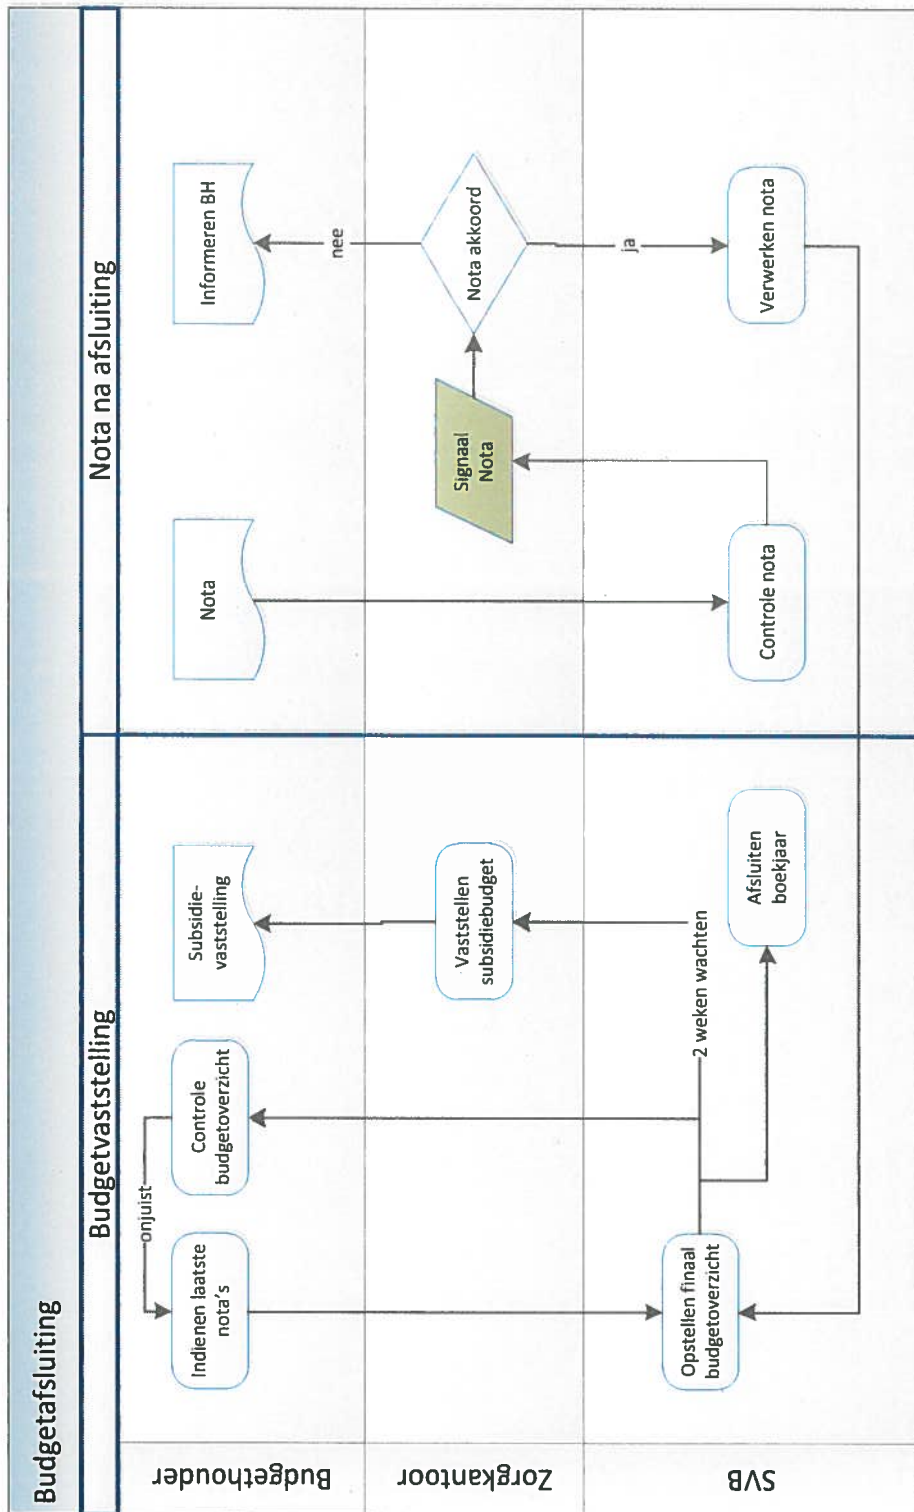 Budgetafsluiting
Budgetvaststelling
Nota na afsluiting
Budgethouder
Indienen laatste
nota's
onjuist
Controle
budgetoverzicht
Subsidie-
vaststelling
Nota
Informeren BH
Zorgkantoor
Vaststellen
subsidiebudget
Signaal
Nota
Nota akkoord
nee
ja
SVB
Opstellen finaal
budgetoverzicht
2 weken wachten
Afsluiten
boekjaar
Controle nota
Verwerken nota